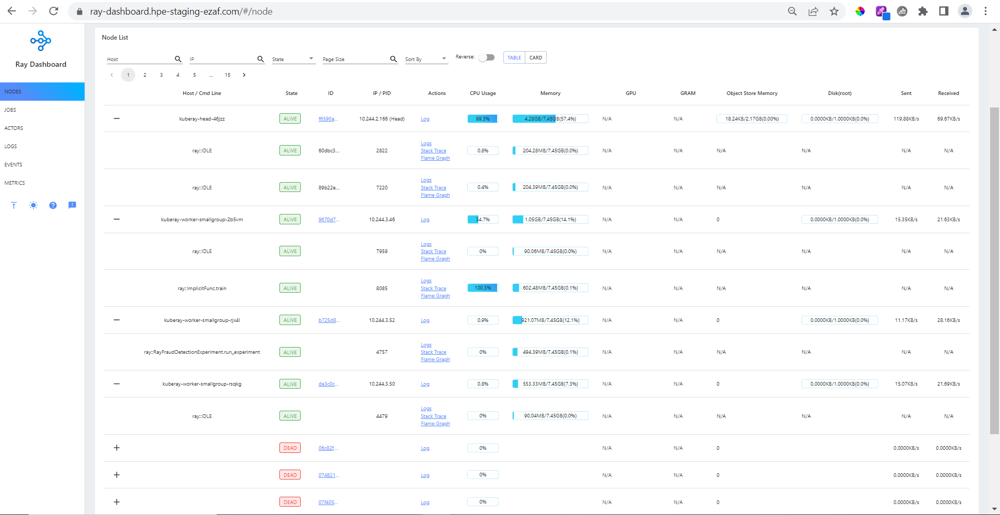 ray-dashboard.hpe-staging-ezaf.com/#/node
Ray Dashboard
NODES
JOBS
ACTORS
LOGS
EVENTS
METRICS
Node List
Host IP State Page Size Sort By Reverse: TABLE CARD
1 2 3 4 5 ... 15
Host / Cmd Line State ID IP / PID Actions CPU Usage Memory GPU GRAM Object Store Memory Disk(root) Sent Received
kuberay-head-46jzz ALIVE f6590a... 10.244.2.166 (Head) Log 99.3% 4.28GB/7.45GB(57.4%) N/A N/A 18.24KB/2.17GB(0.00%) 0.0000KB/1.0000KB(0.0%) 119.88KB/s 69.67KB/s
ray::IDLE ALIVE 60dbc3... 2822 Logs Stack Trace Flame Graph 0.8% 204.28MB/7.45GB(0.0%) N/A N/A N/A N/A N/A N/A
ray::IDLE ALIVE 89b22e... 7220 Logs Stack Trace Flame Graph 0.4% 204.39MB/7.45GB(0.0%) N/A N/A N/A N/A N/A N/A
kuberay-worker-smallgroup-2b5vm ALIVE 9670d7... 10.244.3.46 Log 34.7% 1.05GB/7.45GB(14.1%) N/A N/A 0 0.0000KB/1.0000KB(0.0%) 15.35KB/s 21.63KB/s
ray::IDLE ALIVE 7959 Logs Stack Trace Flame Graph 0% 90.06MB/7.45GB(0.0%) N/A N/A N/A N/A N/A N/A
ray::ImplicitFunc.train ALIVE 8085 Logs Stack Trace Flame Graph 100.3% 602.48MB/7.45GB(0.1%) N/A N/A N/A N/A N/A N/A
kuberay-worker-smallgroup-rjx4l ALIVE b725d8... 10.244.3.52 Log 0.9% 921.07MB/7.45GB(12.1%) N/A N/A 0 0.0000KB/1.0000KB(0.0%) 11.17KB/s 28.16KB/s
ray::RayFraudDetectionExperiment.run_experiment ALIVE 4757 Logs Stack Trace Flame Graph 0% 494.39MB/7.45GB(0.1%) N/A N/A N/A N/A N/A N/A
kuberay-worker-smallgroup-rsqkg ALIVE da3c0c... 10.244.3.50 Log 0.8% 553.33MB/7.45GB(7.3%) N/A N/A 0 0.0000KB/1.0000KB(0.0%) 15.07KB/s 21.69KB/s
ray::IDLE ALIVE 4479 Logs Stack Trace Flame Graph 0% 90.04MB/7.45GB(0.0%) N/A N/A N/A N/A N/A N/A
DEAD 06c82f... Log 0% N/A N/A 0 0.0000KB/s 0.0000KB/s
DEAD 074821... Log 0% N/A N/A 0 0.0000KB/s 0.0000KB/s
DEAD 07f405... Log 0% N/A N/A 0 0.0000KB/s 0.0000KB/s